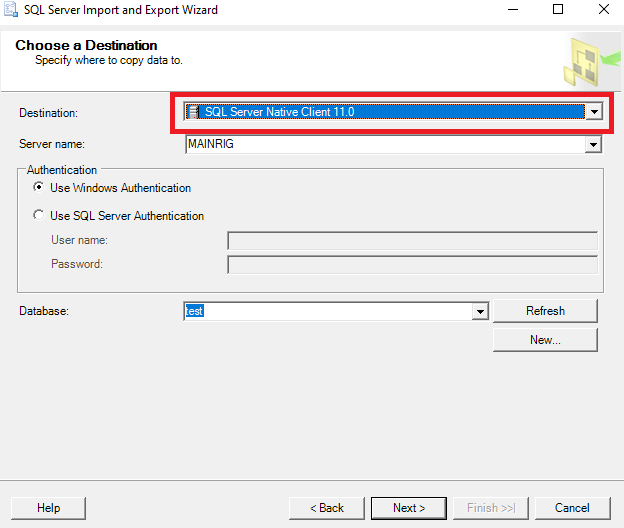 SQL Server Import and Export Wizard
Choose a Destination
Specify where to copy data to.
Destination:
SQL Server Native Client 11.0
Server name:
MAINRIG
Authentication
Use Windows Authentication
Use SQL Server Authentication
User name:
Password:
Database:
test
Refresh
New...
Help
< Back
Next >
Finish >>|
Cancel